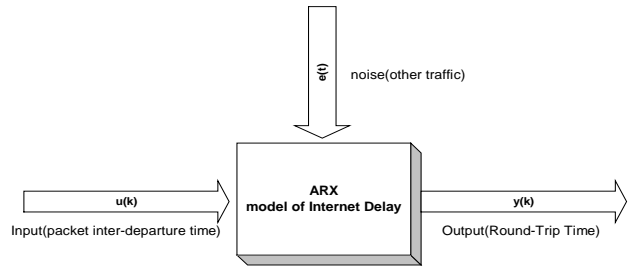 e(t)
noise(other traffic)
ARX
model of Internet Delay
u(k)
y(k)
Input(packet inter-departure time)
Output(Round-Trip Time)